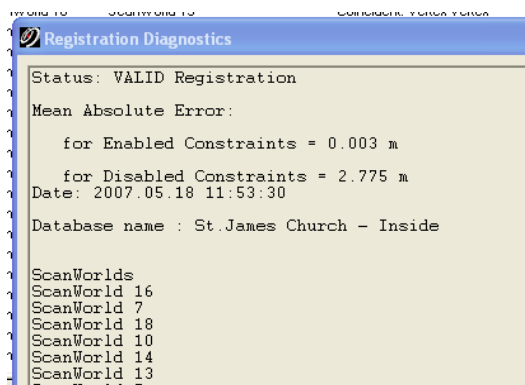 Registration Diagnostics
Status: VALID Registration
Mean Absolute Error:
for Enabled Constraints = 0.003 m
for Disabled Constraints = 2.775 m
Date: 2007.05.18 11:53:30
Database name : St.James Church - Inside
ScanWorlds
ScanWorld 16
ScanWorld 7
ScanWorld 18
ScanWorld 10
ScanWorld 14
ScanWorld 13